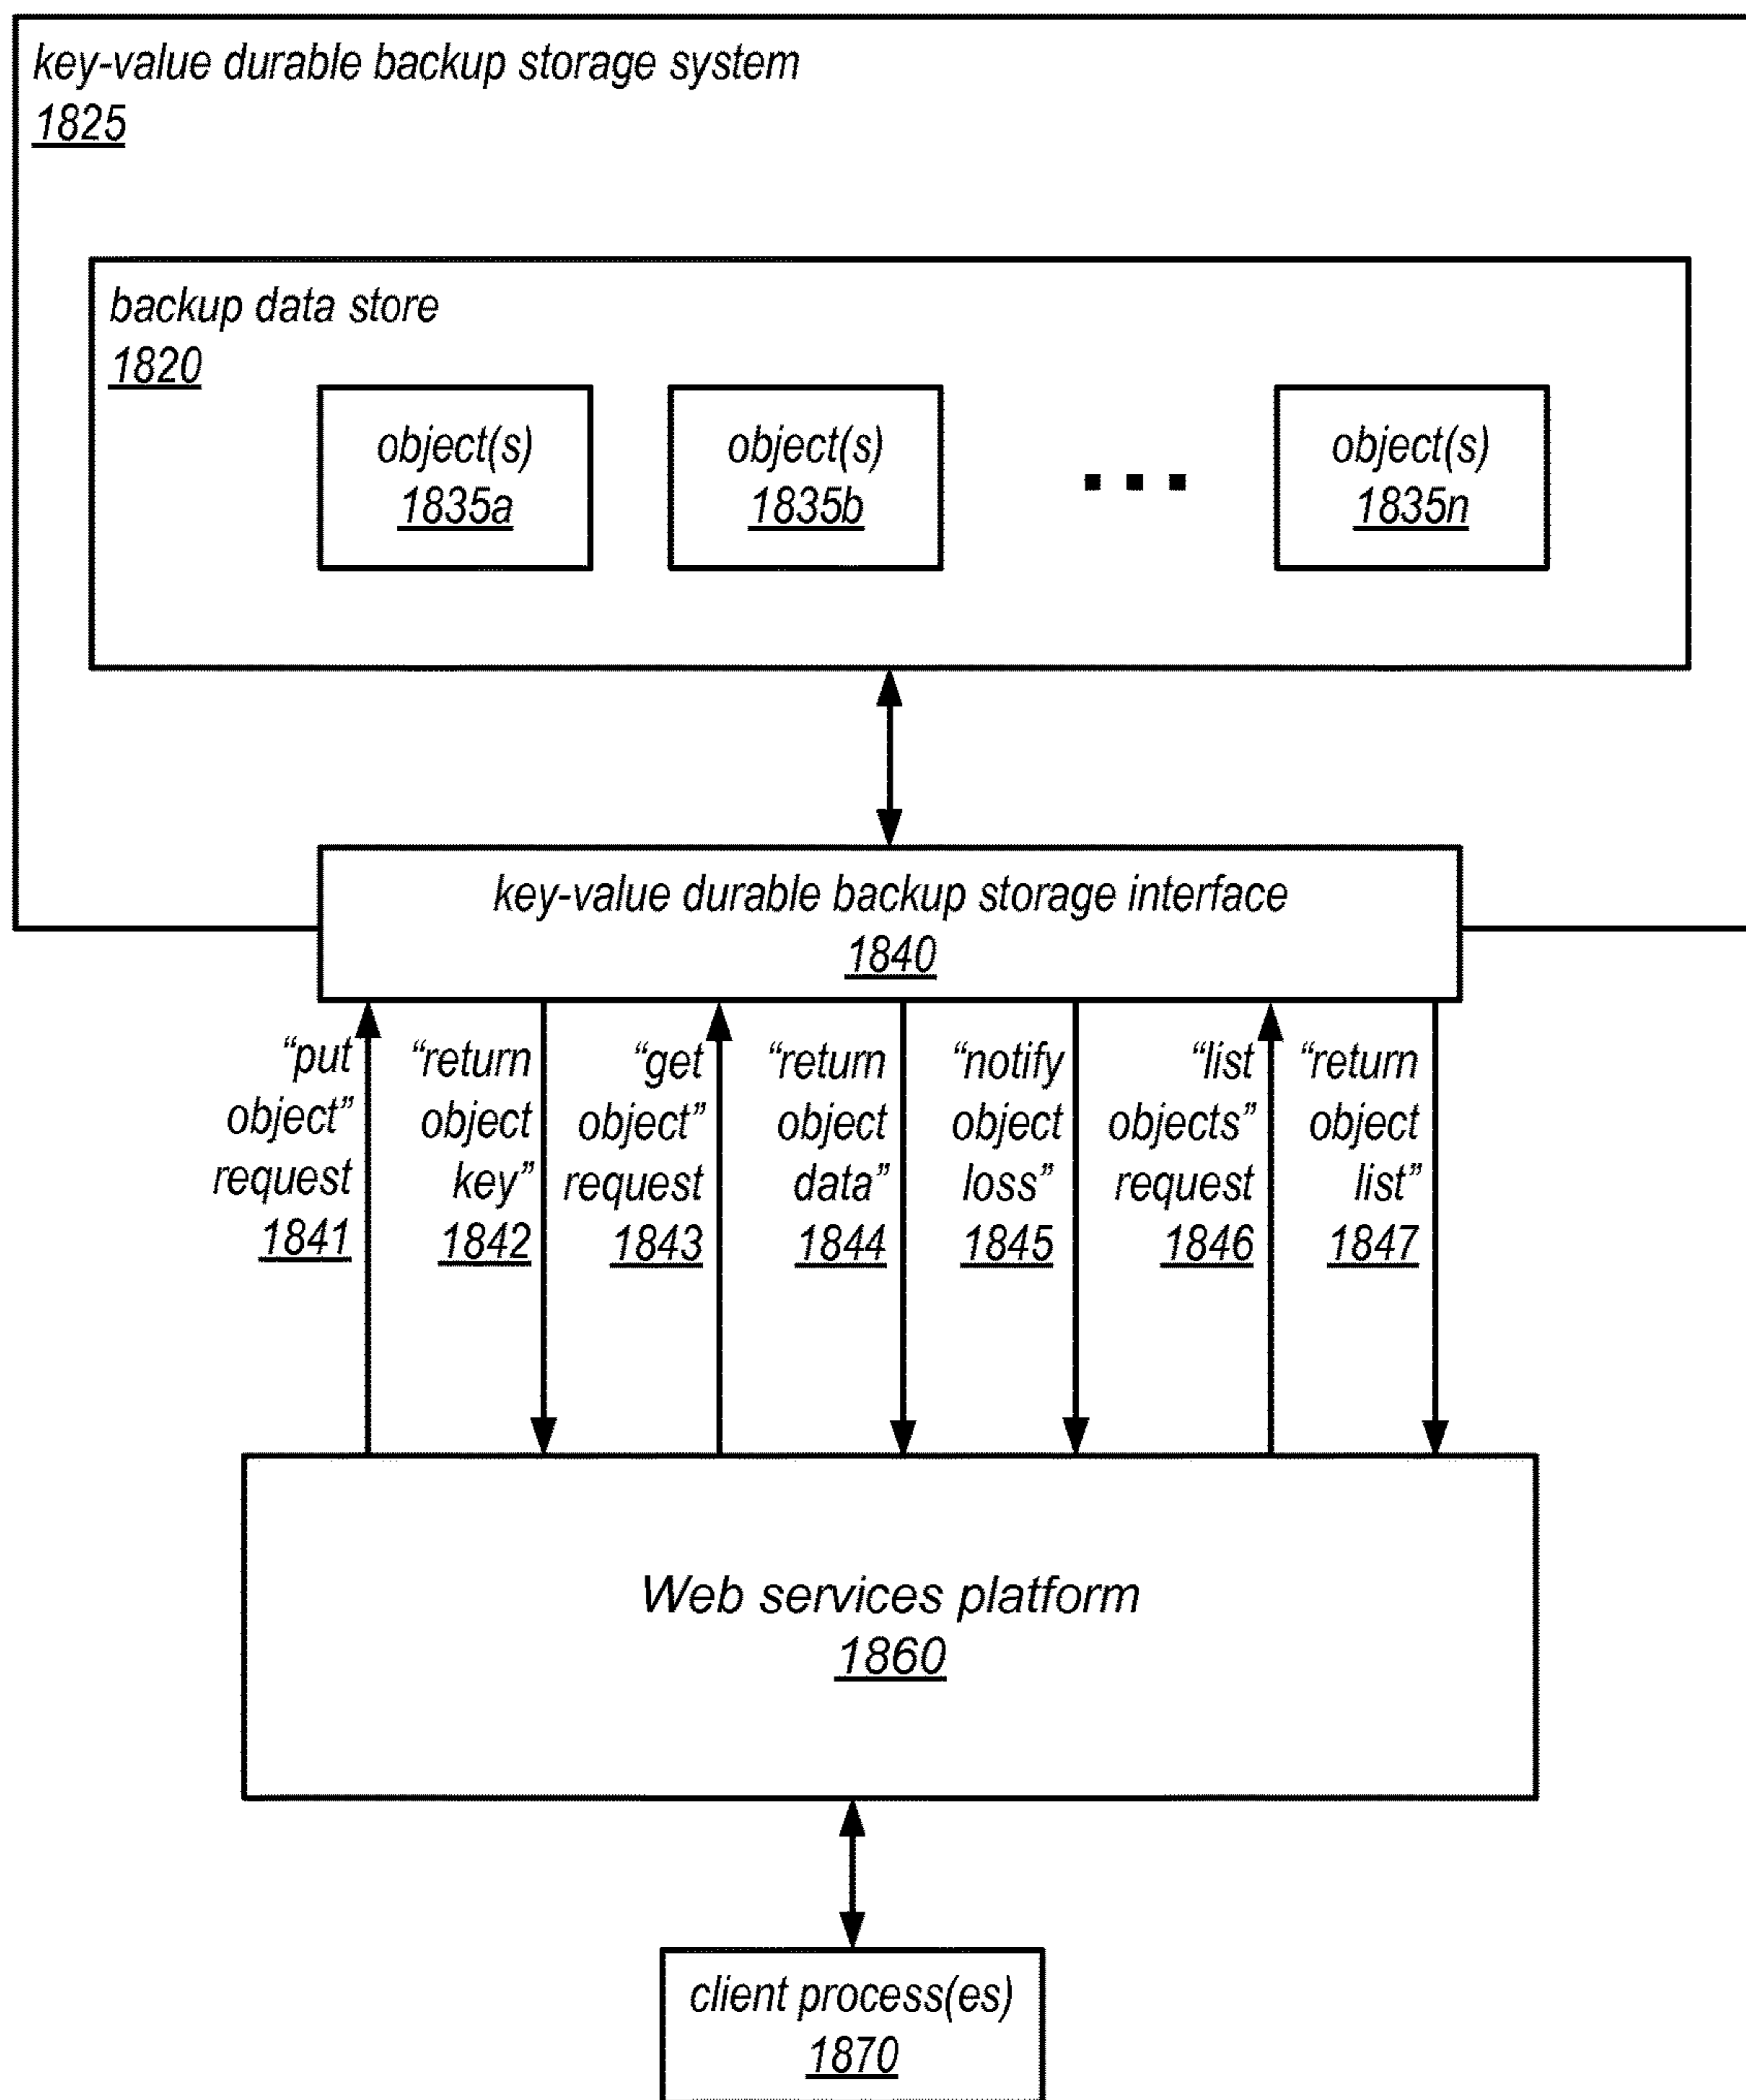 key-value durable backup storage system
1825
backup data store
1820
object(s)
1835a
object(s)
1835b
object(s)
1835n
key-value durable backup storage interface
1840
“put
object”
request
1841
“return
object
key”
1842
“get
object”
request
1843
“return
object
data”
1844
“notify
object
loss”
1845
“list
objects”
request
1846
“return
object
list”
1847
Web services platform
1860
client process(es)
1870